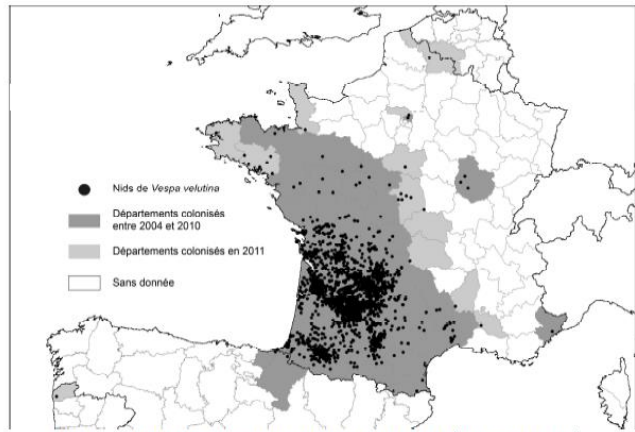 Nids de Vespa velutina
Départements colonisés
entre 2004 et 2010
Départements colonisés en 2011
Sans donnée